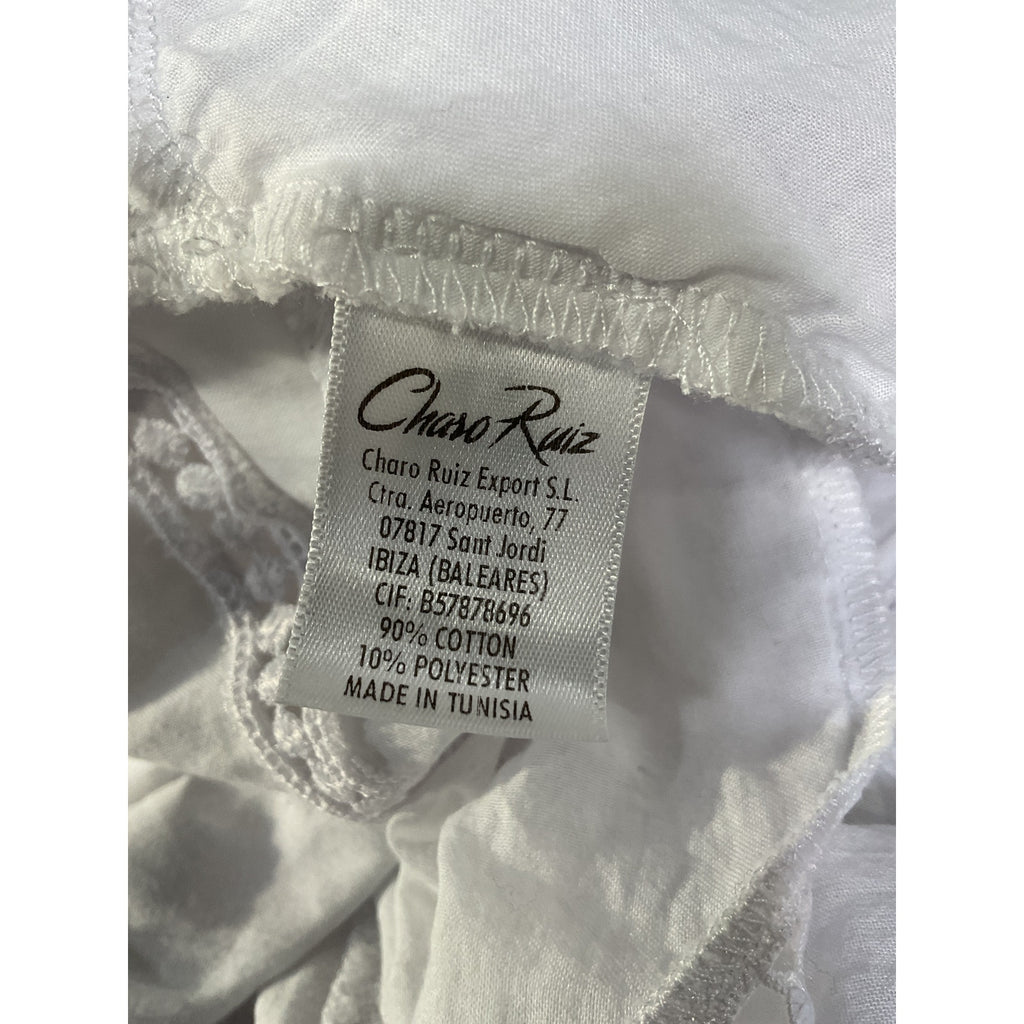 Charo Ruiz
Charo Ruiz Export S.L.
Ctra. Aeropuerto, 77
07817 Sant Jordi
IBIZA (BALEARES)
CIF: B57878696
90% COTTON
10% POLYESTER
MADE IN TUNISIA